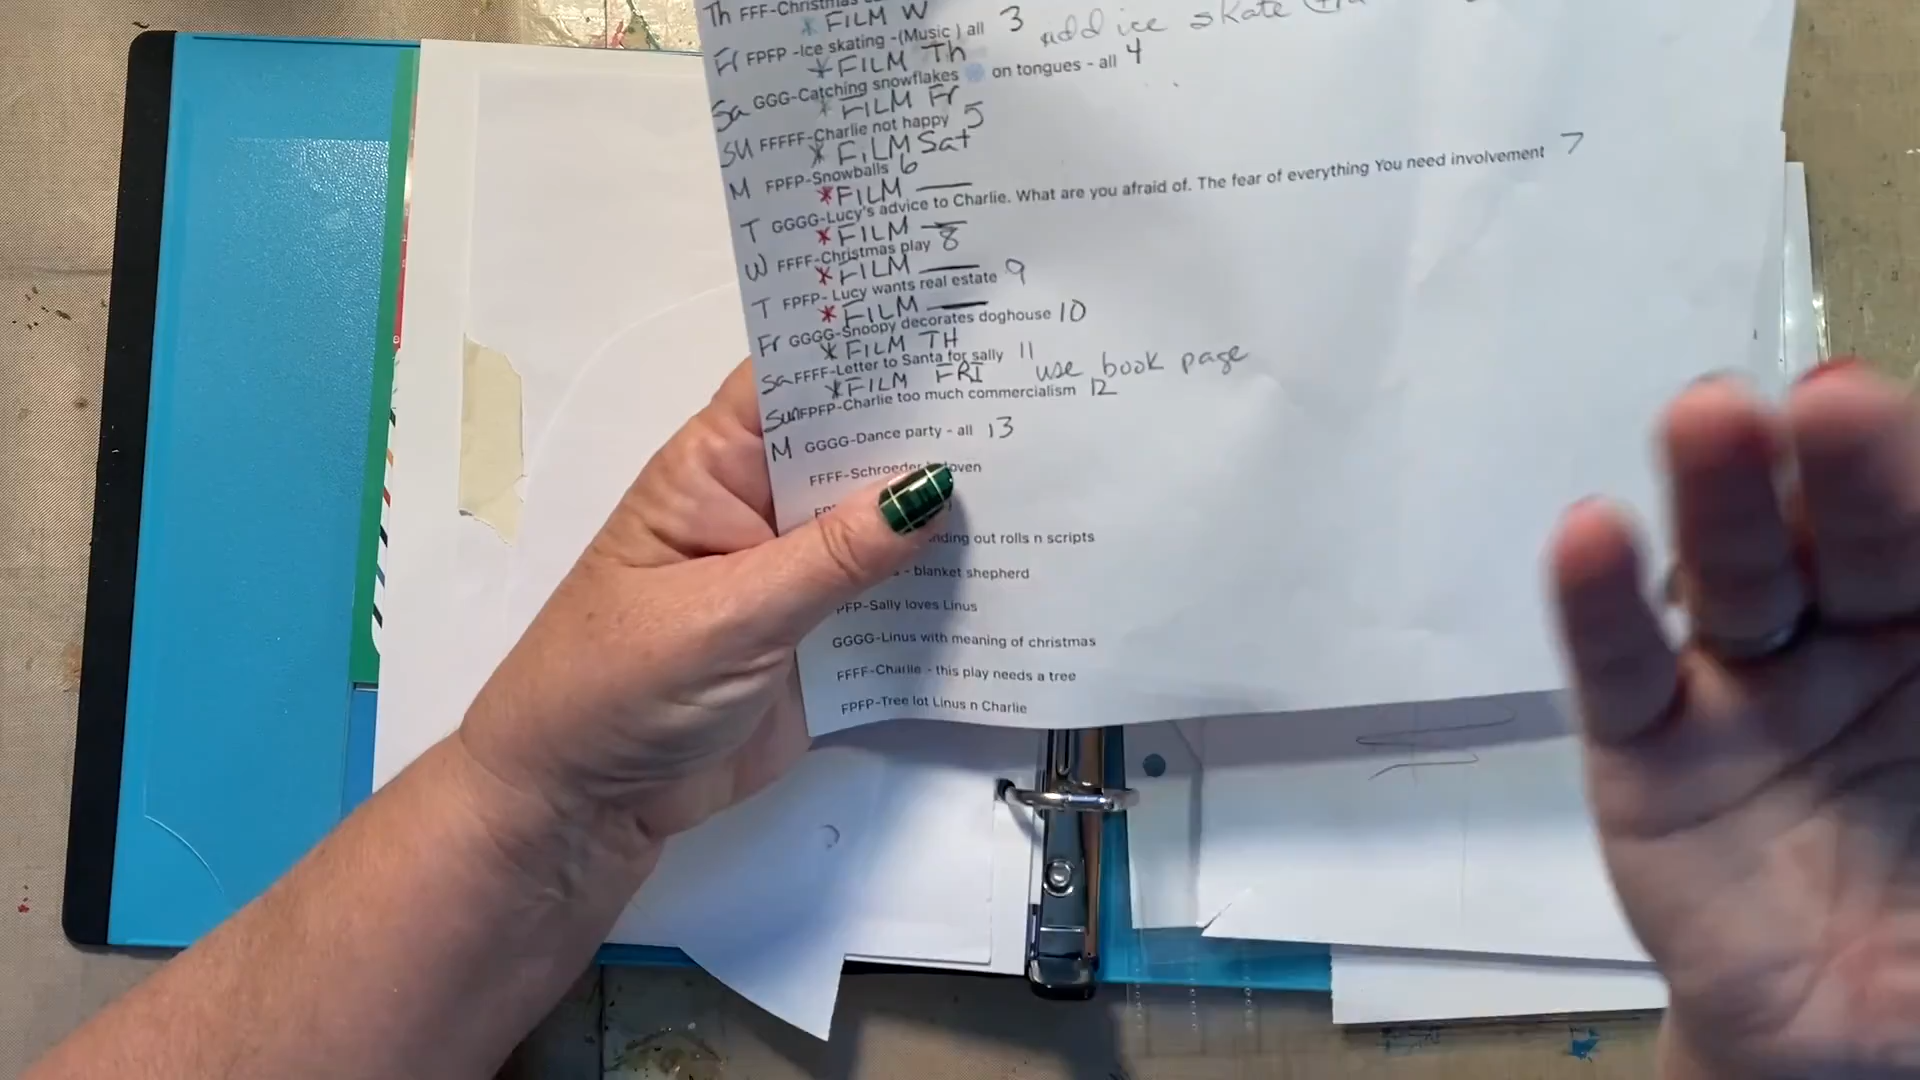 Th FFF-Christmas
* FILM W
Fr FPFP -Ice skating -(Music ) all 3 add ice skate
* FILM Th
Sa GGG-Catching snowflakes on tongues - all 4
* FILM Fr
SU FFFFF-Charlie not happy 5
* FILM Sat
M FPFP-Snowballs 6
* FILM
T GGGG-Lucy's advice to Charlie. What are you afraid of. The fear of everything You need involvement 7
* FILM
W FFFF-Christmas play 8
* FILM
T FPFP- Lucy wants real estate 9
* FILM
Fr GGGG-Snoopy decorates doghouse 10
* FILM TH
Sa FFFF-Letter to Santa for sally 11 use book page
* FILM FRI
Sun FPFP-Charlie too much commercialism 12
M GGGG-Dance party - all 13
FFFF-Schroeder
out rolls n scripts
- blanket shepherd
PFP-Sally loves Linus
GGGG-Linus with meaning of christmas
FFFF-Charlie - this play needs a tree
FPFP-Tree lot Linus n Charlie